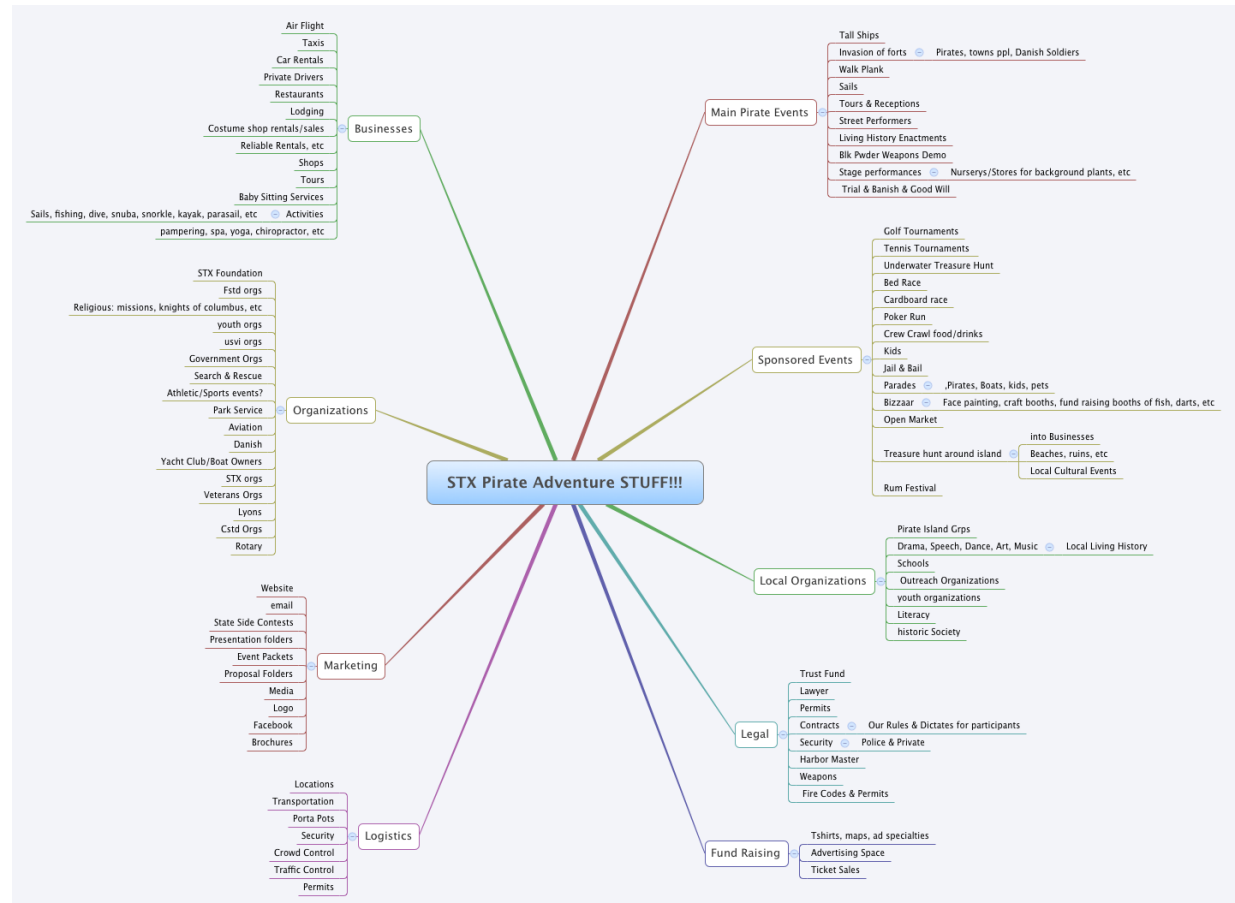 STX Pirate Adventure STUFF!!!
Businesses
Air Flight
Taxis
Car Rentals
Private Drivers
Restaurants
Lodging
Costume shop rentals/sales
Reliable Rentals, etc
Shops
Tours
Baby Sitting Services
Sails, fishing, dive, snuba, snorkle, kayak, parasail, etc Activities
pampering, spa, yoga, chiropractor, etc
Organizations
STX Foundation
Fstd orgs
Religious: missions, knights of columbus, etc
youth orgs
usvi orgs
Government Orgs
Search & Rescue
Athletic/Sports events?
Park Service
Aviation
Danish
Yacht Club/Boat Owners
STX orgs
Veterans Orgs
Lyons
Cstd Orgs
Rotary
Marketing
Website
email
State Side Contests
Presentation folders
Event Packets
Proposal Folders
Media
Logo
Facebook
Brochures
Logistics
Locations
Transportation
Porta Pots
Security
Crowd Control
Traffic Control
Permits
Main Pirate Events
Tall Ships
Invasion of forts Pirates, towns ppl, Danish Soldiers
Walk Plank
Sails
Tours & Receptions
Street Performers
Living History Enactments
Blk Pwder Weapons Demo
Stage performances Nurserys/Stores for background plants, etc
Trial & Banish & Good Will
Sponsored Events
Golf Tournaments
Tennis Tournaments
Underwater Treasure Hunt
Bed Race
Cardboard race
Poker Run
Crew Crawl food/drinks
Kids
Jail & Bail
Parades ,Pirates, Boats, kids, pets
Bizzaar Face painting, craft booths, fund raising booths of fish, darts, etc
Open Market
Treasure hunt around island
into Businesses
Beaches, ruins, etc
Local Cultural Events
Rum Festival
Local Organizations
Pirate Island Grps
Drama, Speech, Dance, Art, Music Local Living History
Schools
Outreach Organizations
youth organizations
Literacy
historic Society
Legal
Trust Fund
Lawyer
Permits
Contracts Our Rules & Dictates for participants
Security Police & Private
Harbor Master
Weapons
Fire Codes & Permits
Fund Raising
Tshirts, maps, ad specialties
Advertising Space
Ticket Sales